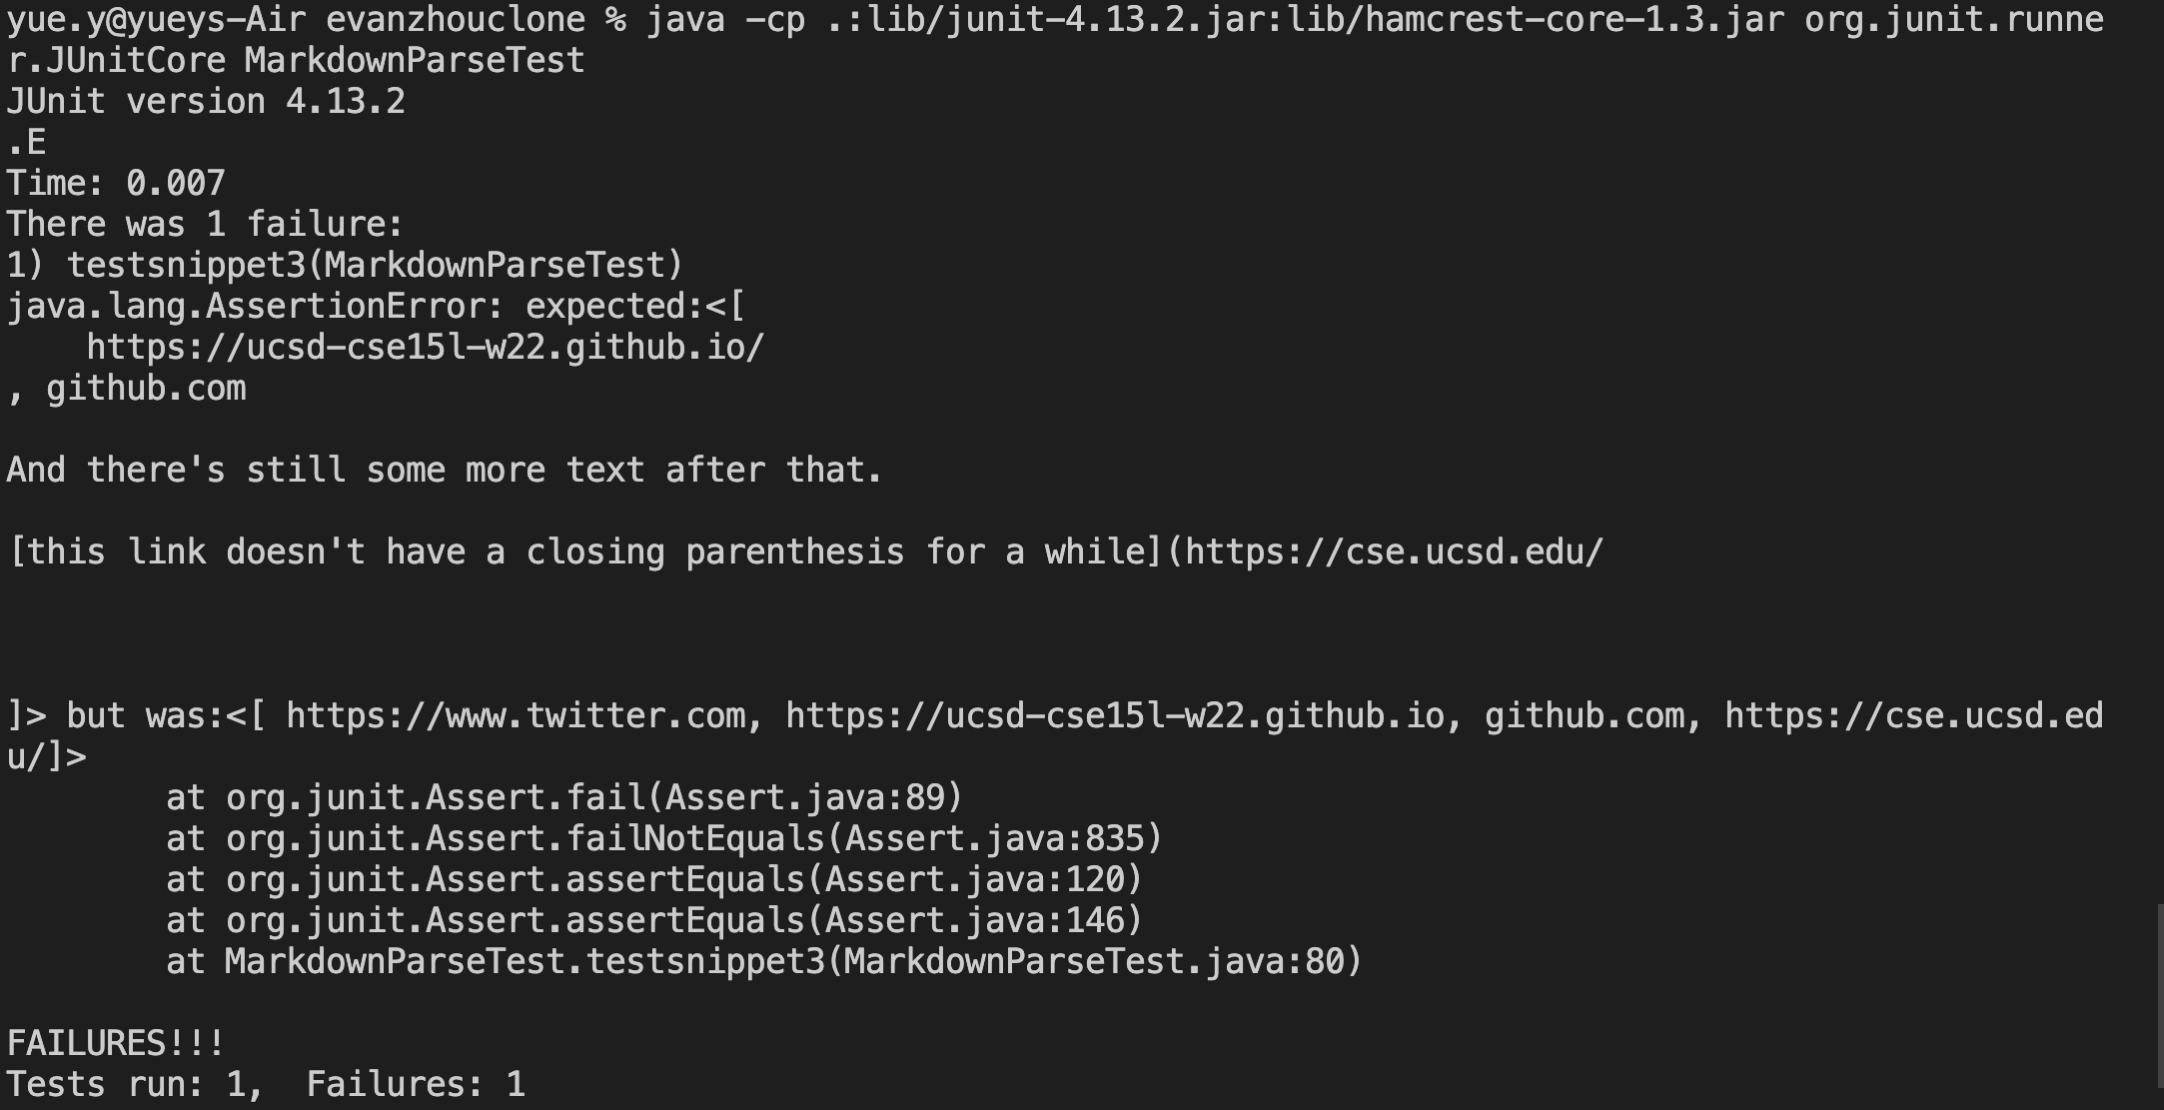 yue.y@yueys-Air evanzhouclone % java -cp .:lib/junit-4.13.2.jar:lib/hamcrest-core-1.3.jar org.junit.runne
r.JUnitCore MarkdownParseTest
JUnit version 4.13.2
.E
Time: 0.007
There was 1 failure:
1) testsnippet3(MarkdownParseTest)
java.lang.AssertionError: expected:<[
    https://ucsd-cse15l-w22.github.io/
, github.com

And there's still some more text after that.

[this link doesn't have a closing parenthesis for a while](https://cse.ucsd.edu/



]> but was:<[ https://www.twitter.com, https://ucsd-cse15l-w22.github.io, github.com, https://cse.ucsd.ed
u/]>
        at org.junit.Assert.fail(Assert.java:89)
        at org.junit.Assert.failNotEquals(Assert.java:835)
        at org.junit.Assert.assertEquals(Assert.java:120)
        at org.junit.Assert.assertEquals(Assert.java:146)
        at MarkdownParseTest.testsnippet3(MarkdownParseTest.java:80)

FAILURES!!!
Tests run: 1,  Failures: 1